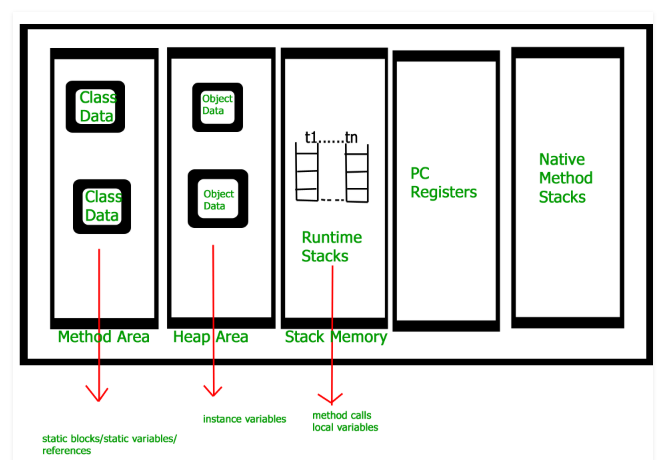 Class
Data
Class
Data
Method Area
Object
Data
Object
Data
Heap Area
t1......tn
Runtime
Stacks
Stack Memory
PC
Registers
Native
Method
Stacks
static blocks/static variables/
references
instance variables
method calls
local variables